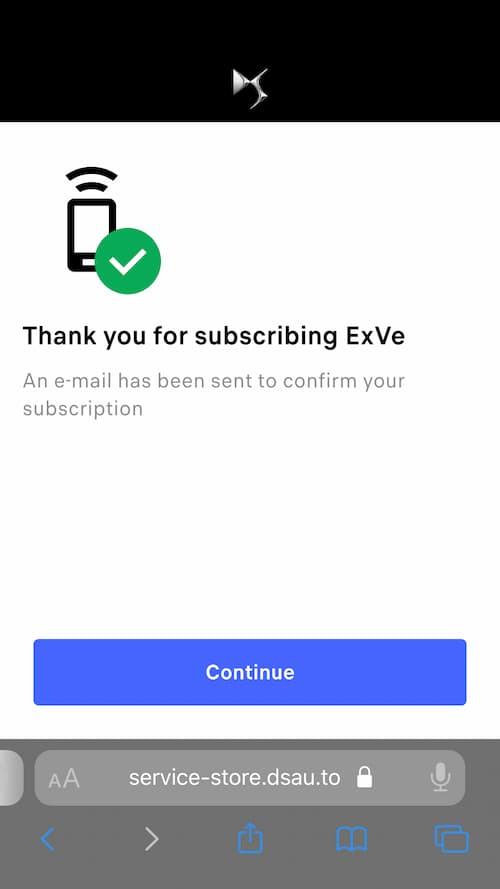 Thank you for subscribing ExVe
An e-mail has been sent to confirm your
subscription
Continue
AA service-store.dsau.to